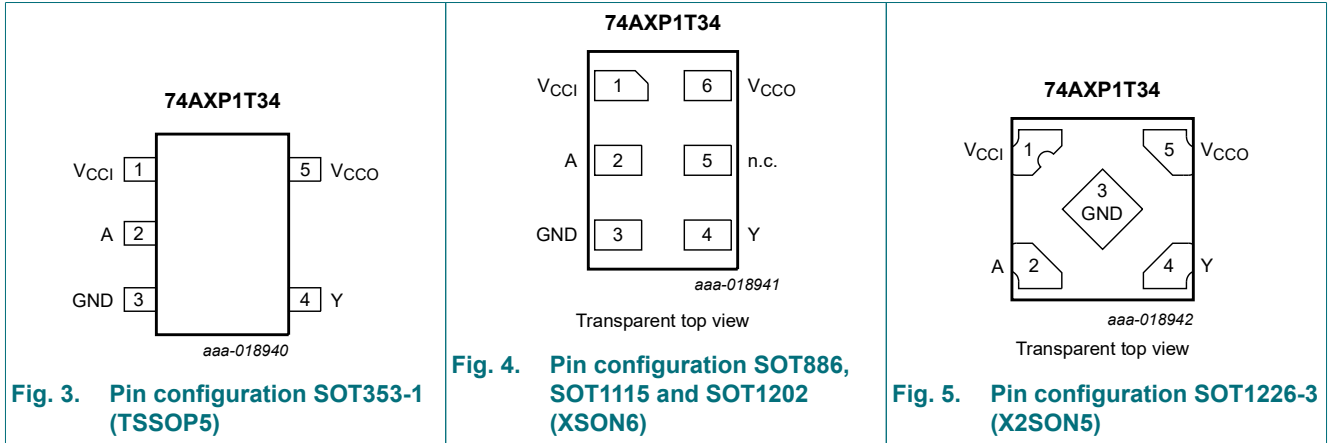 74AXP1T34
VCCI 1
5 VCCO
A 2
GND 3
4 Y
aaa-018940
Fig. 3. Pin configuration SOT353-1
(TSSOP5)
74AXP1T34
VCCI 1
6 VCCO
A 2
5 n.c.
GND 3
4 Y
aaa-018941
Transparent top view
Fig. 4. Pin configuration SOT886,
SOT1115 and SOT1202
(XSON6)
74AXP1T34
VCCI 1
5 VCCO
3
GND
A 2
4 Y
aaa-018942
Transparent top view
Fig. 5. Pin configuration SOT1226-3
(X2SON5)